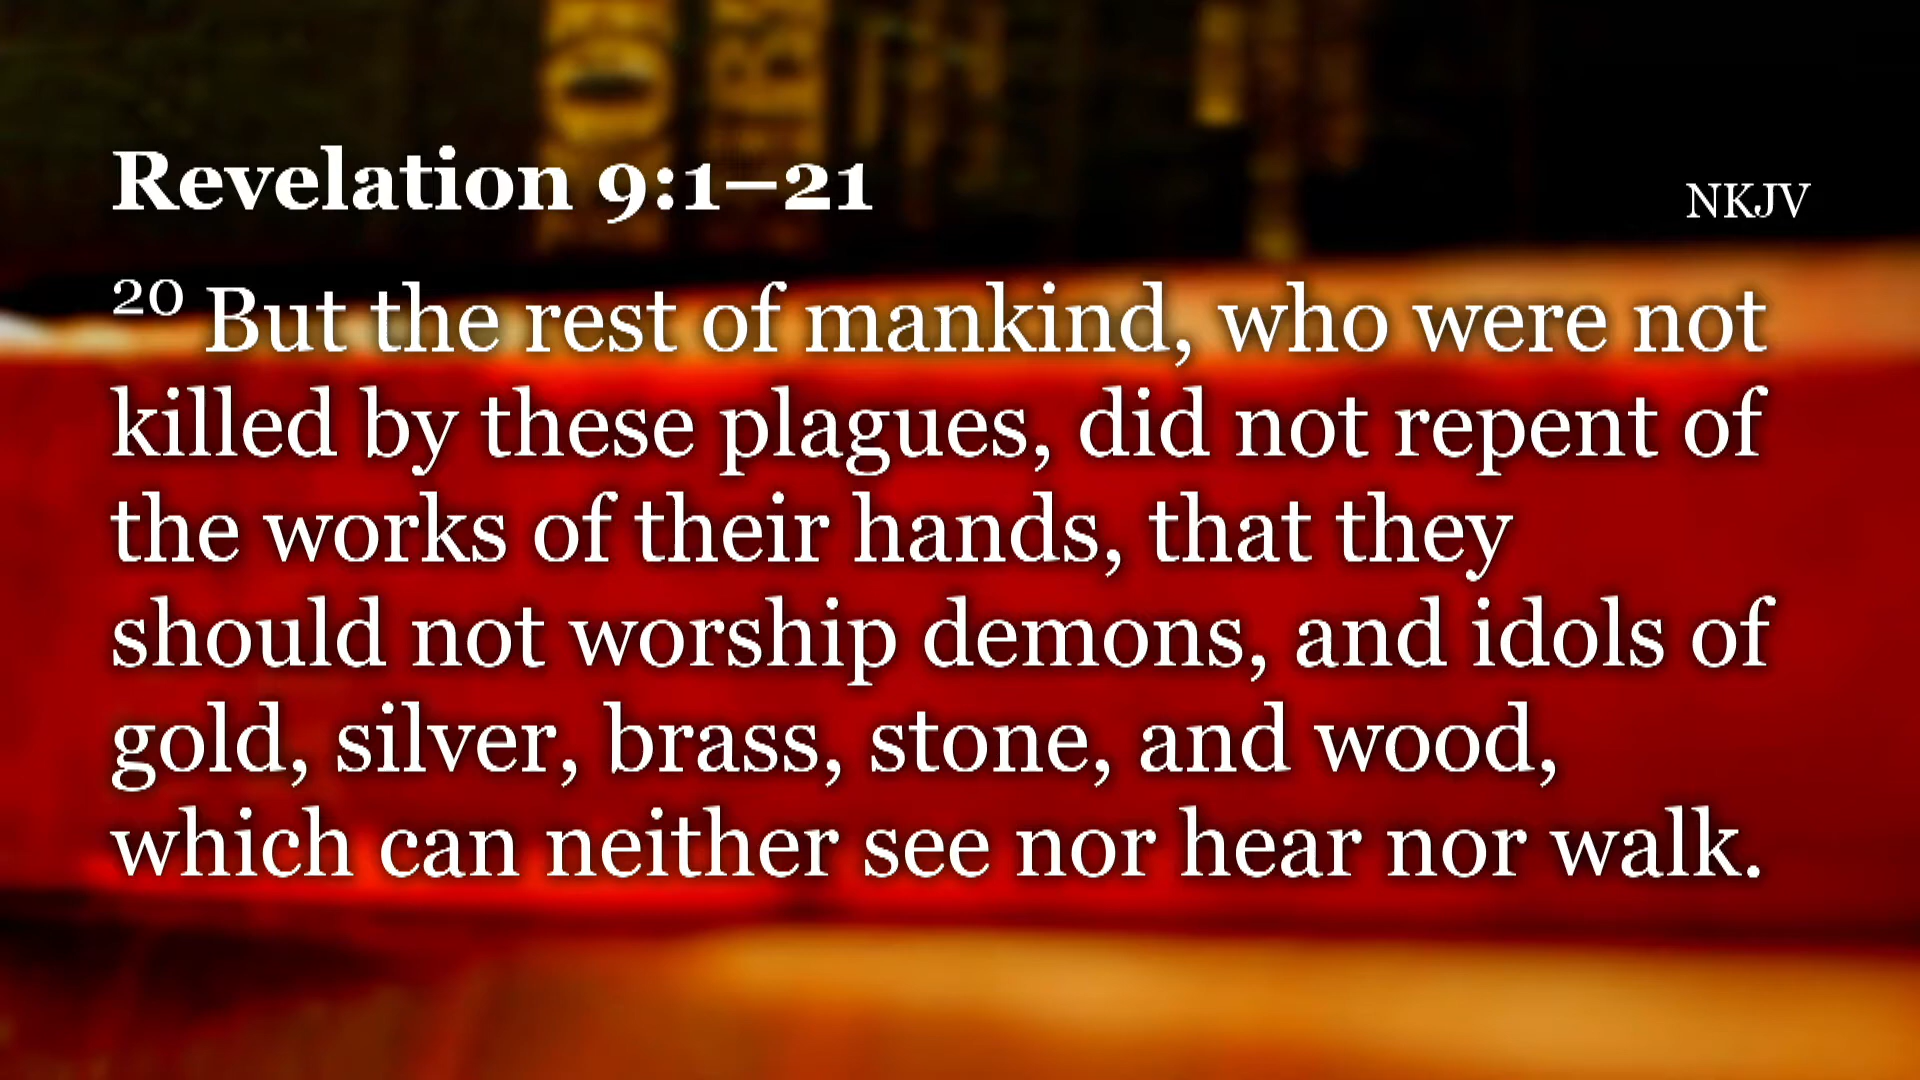 Revelation 9:1–21
NKJV
20 But the rest of mankind, who were not
killed by these plagues, did not repent of
the works of their hands, that they
should not worship demons, and idols of
gold, silver, brass, stone, and wood,
which can neither see nor hear nor walk.